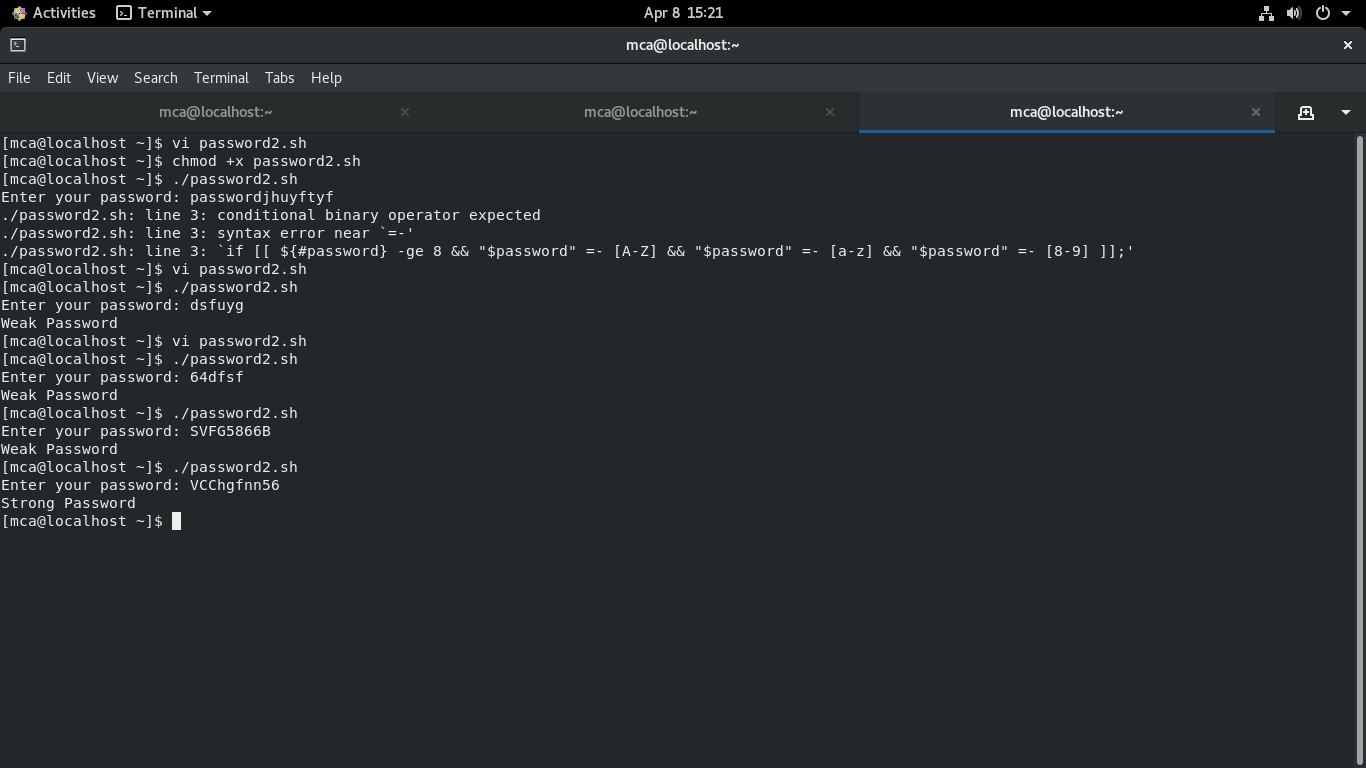 Activities Terminal Apr 8 15:21
mca@localhost:~
File Edit View Search Terminal Tabs Help
mca@localhost:~ mca@localhost:~ mca@localhost:~
[mca@localhost ~]$ vi password2.sh
[mca@localhost ~]$ chmod +x password2.sh
[mca@localhost ~]$ ./password2.sh
Enter your password: passwordjhuyftyf
./password2.sh: line 3: conditional binary operator expected
./password2.sh: line 3: syntax error near `=-'
./password2.sh: line 3: `if [[ ${#password} -ge 8 && "$password" =- [A-Z] && "$password" =- [a-z] && "$password" =- [8-9] ]];'
[mca@localhost ~]$ vi password2.sh
[mca@localhost ~]$ ./password2.sh
Enter your password: dsfuyg
Weak Password
[mca@localhost ~]$ vi password2.sh
[mca@localhost ~]$ ./password2.sh
Enter your password: 64dfsf
Weak Password
[mca@localhost ~]$ ./password2.sh
Enter your password: SVFG5866B
Weak Password
[mca@localhost ~]$ ./password2.sh
Enter your password: VCChgfnn56
Strong Password
[mca@localhost ~]$